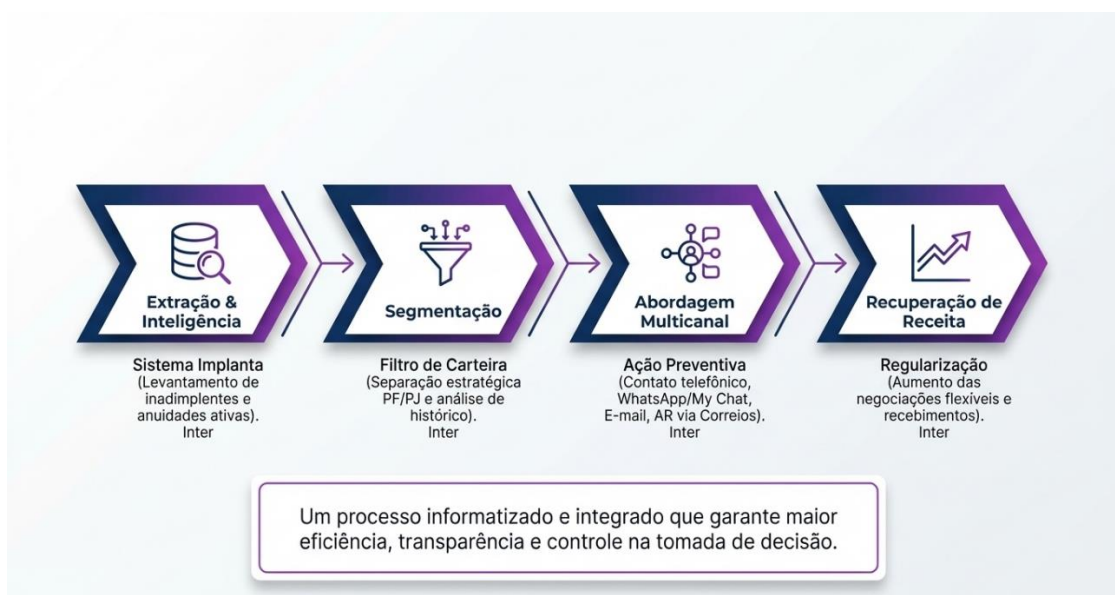 Extração &
Inteligência
Sistema Implanta
(Levantamento de
inadimplentes e
anuidades ativas).
Inter
Segmentação
Filtro de Carteira
(Separação estratégica
PF/PJ e análise de
histórico).
Inter
Abordagem
Multicanal
Ação Preventiva
(Contato telefônico,
WhatsApp/My Chat,
E-mail, AR via Correios).
Inter
Recuperação de
Receita
Regularização
(Aumento das
negociações flexíveis e
recebimentos).
Inter
Um processo informatizado e integrado que garante maior
eficiência, transparência e controle na tomada de decisão.